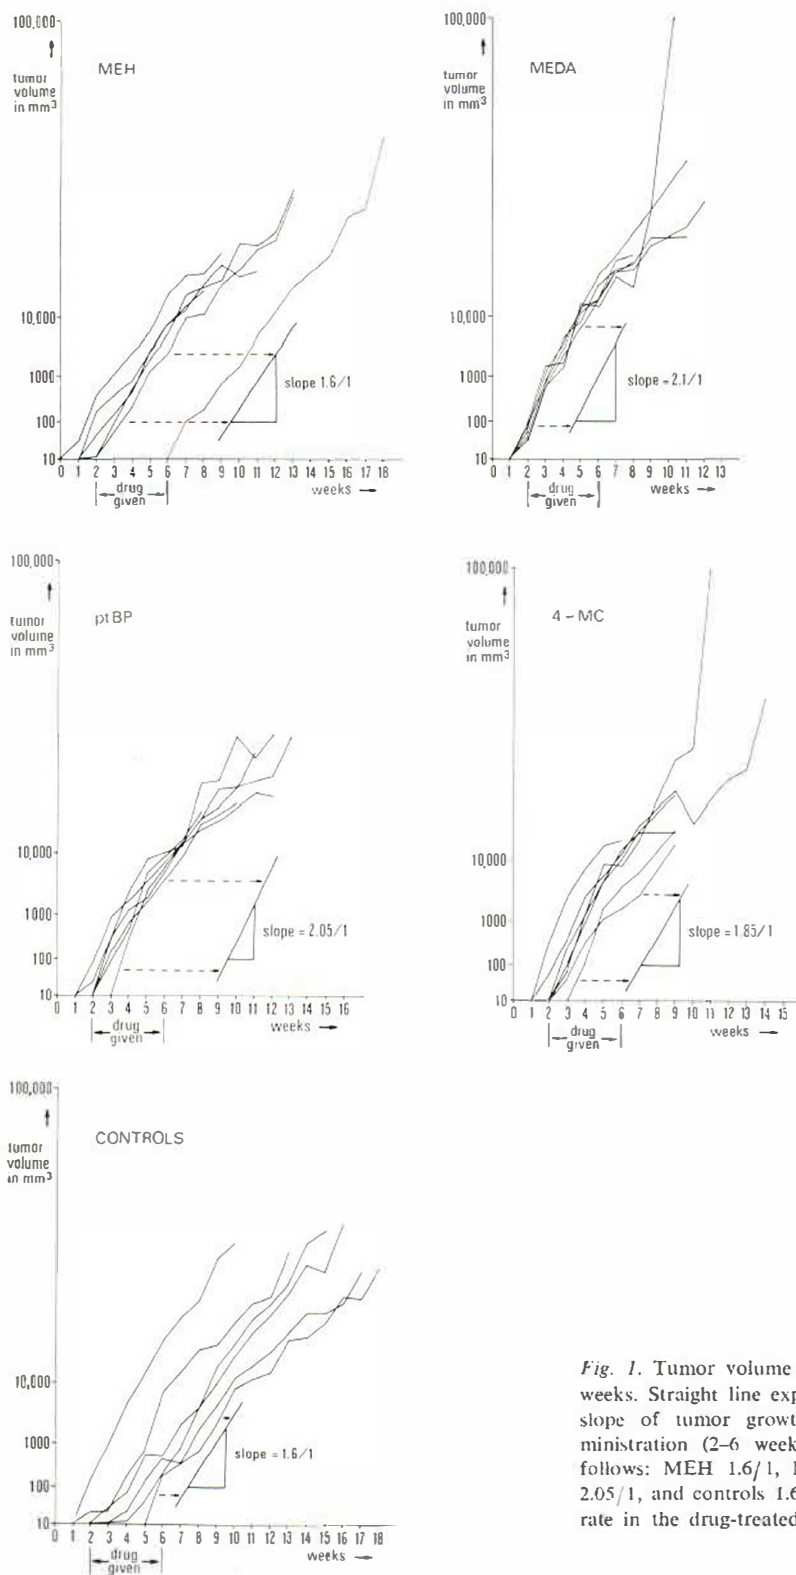 100,000
MEH
tumor
volume
in mm3
10,000
1000
100
10
slope 1.6/1
0 1 2 3 4 5 6 7 8 9 10 11 12 13 14 15 16 17 18
drug
given
weeks
100,000
MEDA
tumor
volume
in mm3
10,000
1000
100
10
slope = 2.1/1
0 1 2 3 4 5 6 7 8 9 10 11 12 13
drug
given
weeks
100,000
ptBP
tumor
volume
in mm3
10,000
1000
100
10
slope = 2.05/1
0 1 2 3 4 5 6 7 8 9 10 11 12 13 14 15 16
drug
given
weeks
100,000
4-MC
tumor
volume
in mm3
10,000
1000
100
10
slope = 1.85/1
0 1 2 3 4 5 6 7 8 9 10 11 12 13 14 15
drug
given
weeks
100,000
CONTROLS
tumor
volume
in mm3
10,000
1000
100
10
slope = 1.6/1
0 1 2 3 4 5 6 7 8 9 10 11 12 13 14 15 16 17 18
drug
given
weeks
Fig. 1. Tumor volume
weeks. Straight line exp
slope of tumor growt
ministration (2–6 week
follows: MEH 1.6/1,
2.05/1, and controls 1.6
rate in the drug-treated